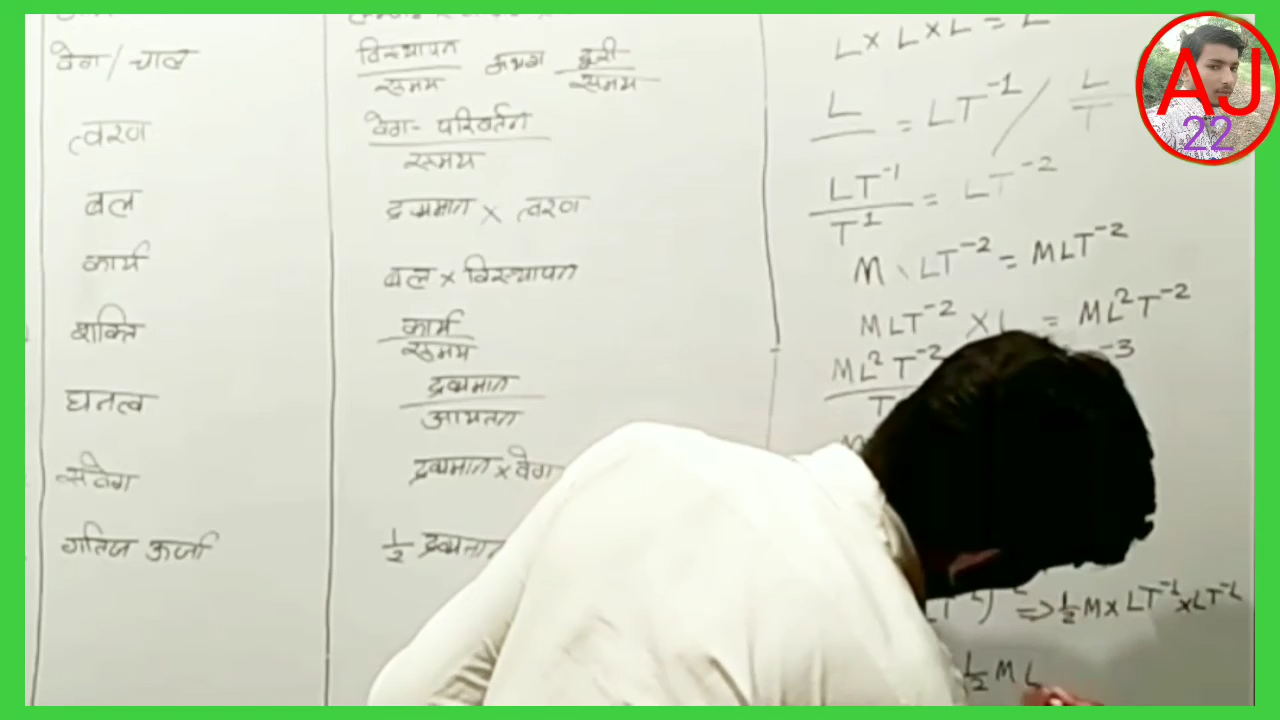 वेग/चाल
विस्थापन
समय
अथवा
दूरी
समय
L×L×L = L
L = LT⁻¹ / L
T
त्वरण
वेग- परिवर्तन
समय
LT⁻¹ = LT⁻²
T¹
बल
द्रव्यमान × त्वरण
M \ LT⁻² = MLT⁻²
कार्य
बल × विस्थापन
MLT⁻² × L = ML²T⁻²
शक्ति
कार्य
समय
ML²T⁻²
T
⁻³
घनत्व
द्रव्यमान
आयतन
M
संवेग
द्रव्यमान × वेग
गतिज ऊर्जा
½ द्रव्यमान
=> ½ M × LT⁻¹ × LT⁻¹
½ M L
AJ
22